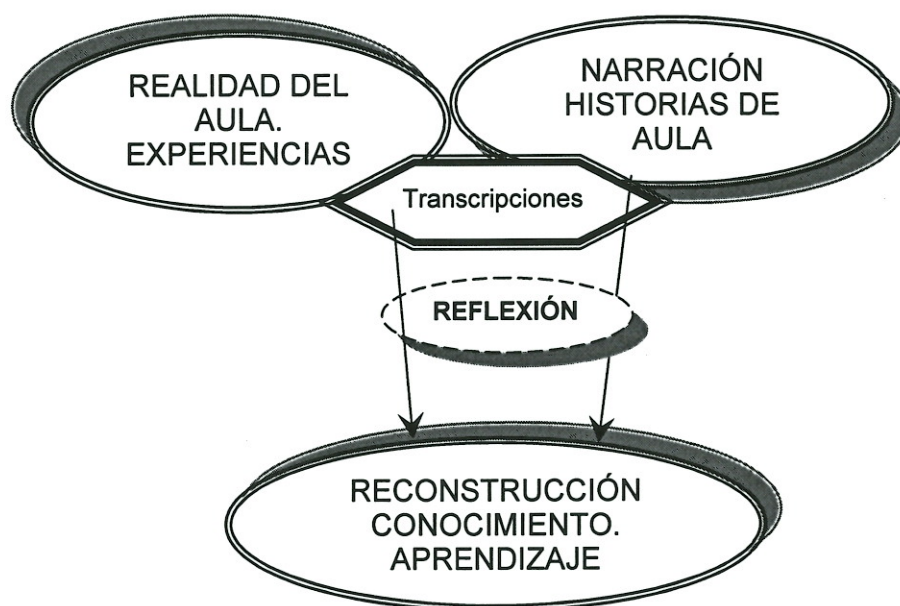 REALIDAD DEL
AULA.
EXPERIENCIAS
NARRACIÓN
HISTORIAS DE
AULA
Transcripciones
REFLEXIÓN
RECONSTRUCCIÓN
CONOCIMIENTO.
APRENDIZAJE